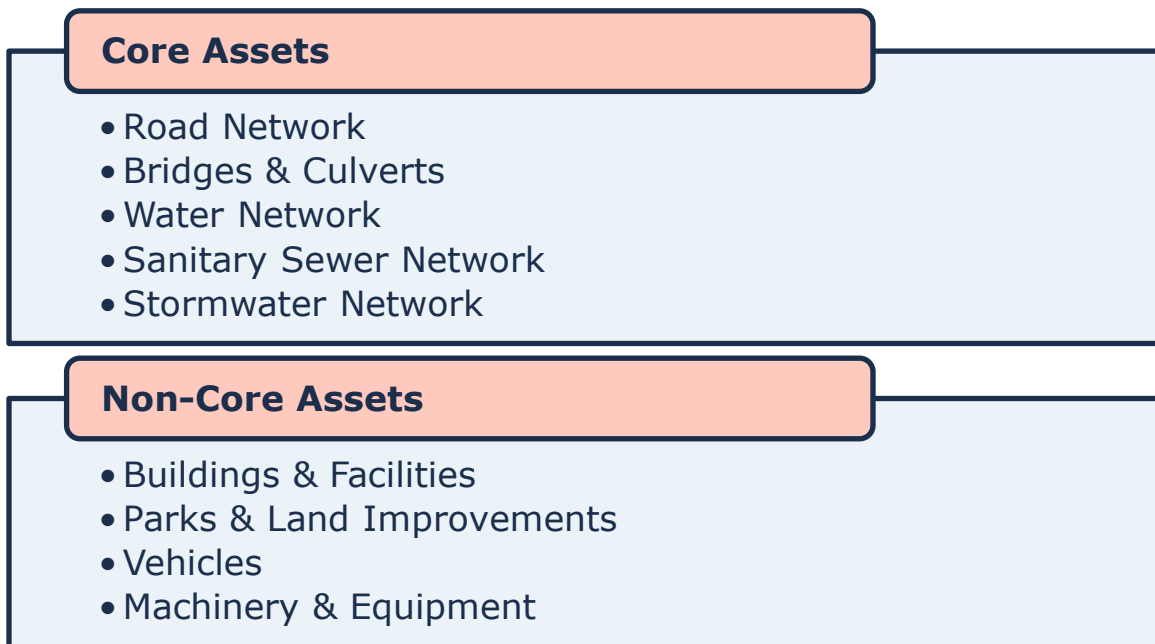 Core Assets
• Road Network
• Bridges & Culverts
• Water Network
• Sanitary Sewer Network
• Stormwater Network
Non-Core Assets
• Buildings & Facilities
• Parks & Land Improvements
• Vehicles
• Machinery & Equipment